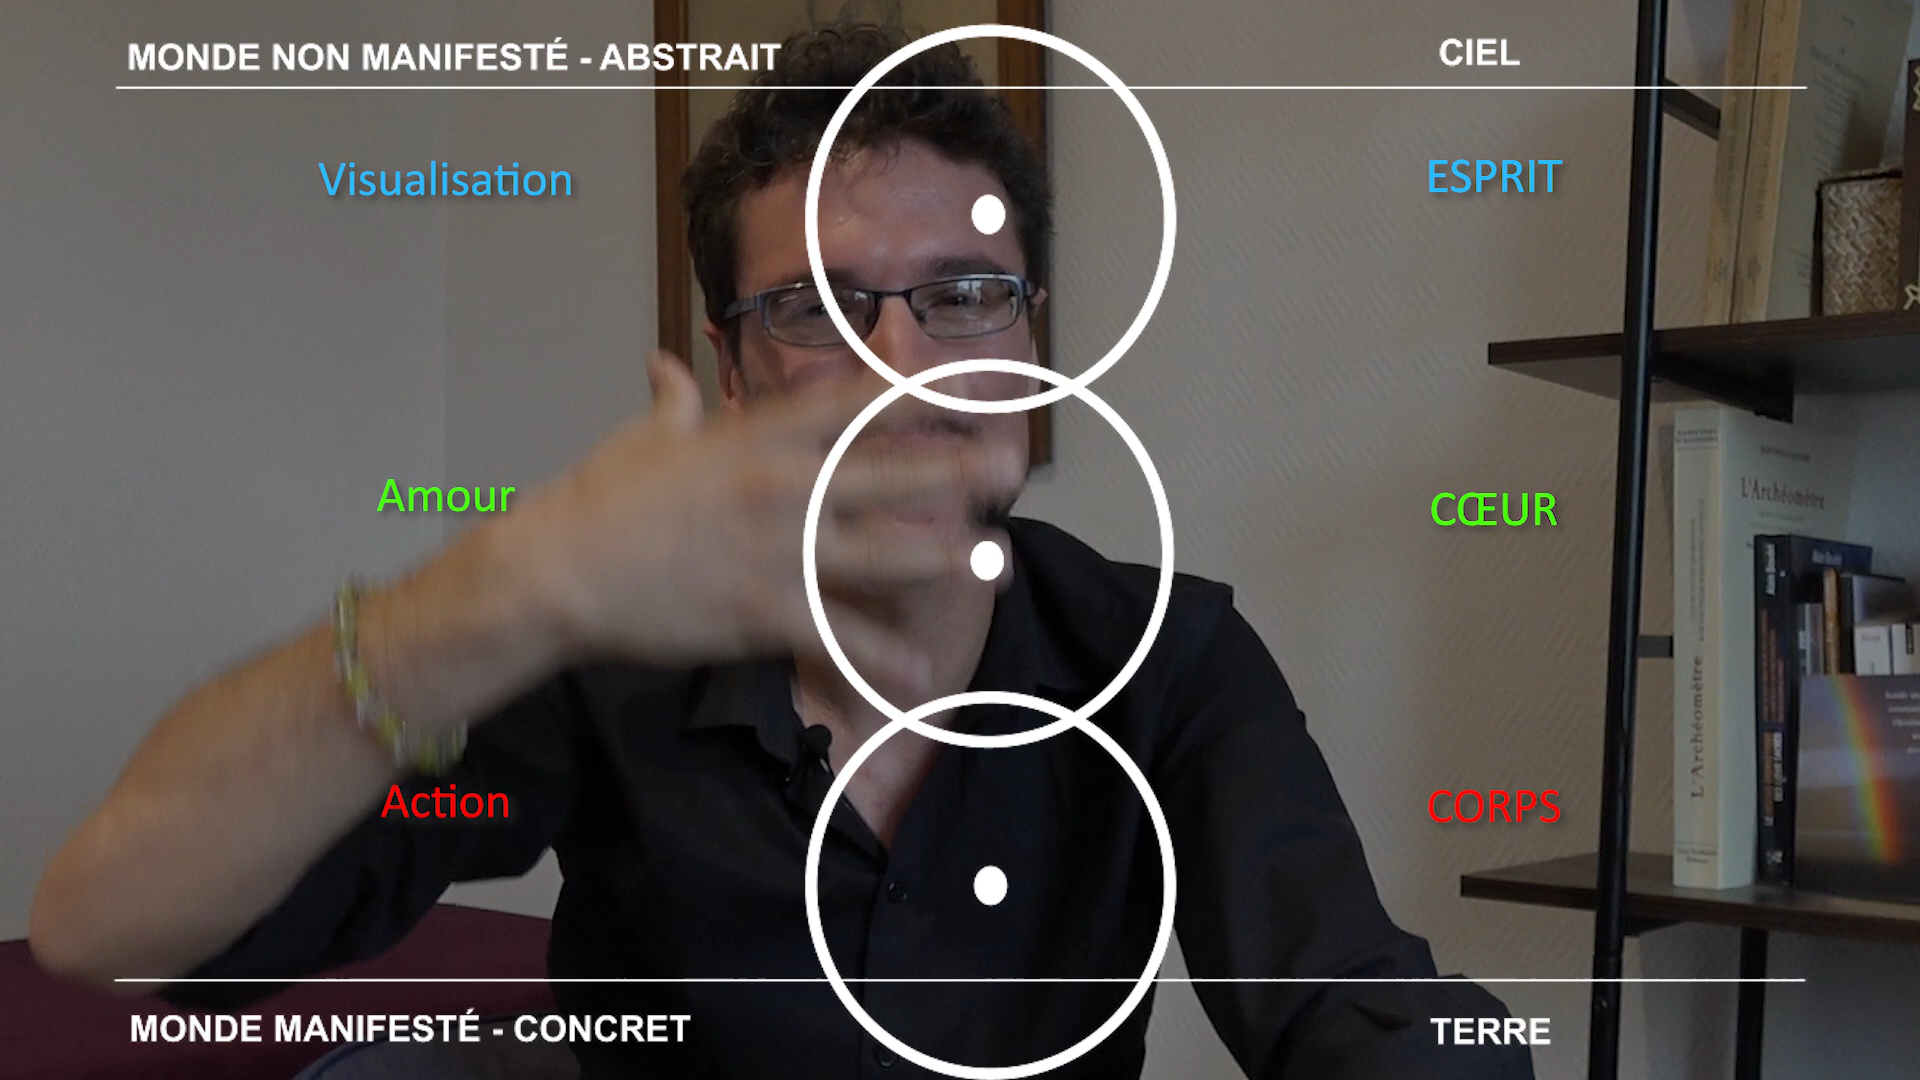 MONDE NON MANIFESTÉ - ABSTRAIT
CIEL
Visualisation
ESPRIT
Amour
CŒUR
L'Archéomètre
L'Archéomètre
Action
CORPS
MONDE MANIFESTÉ - CONCRET
TERRE